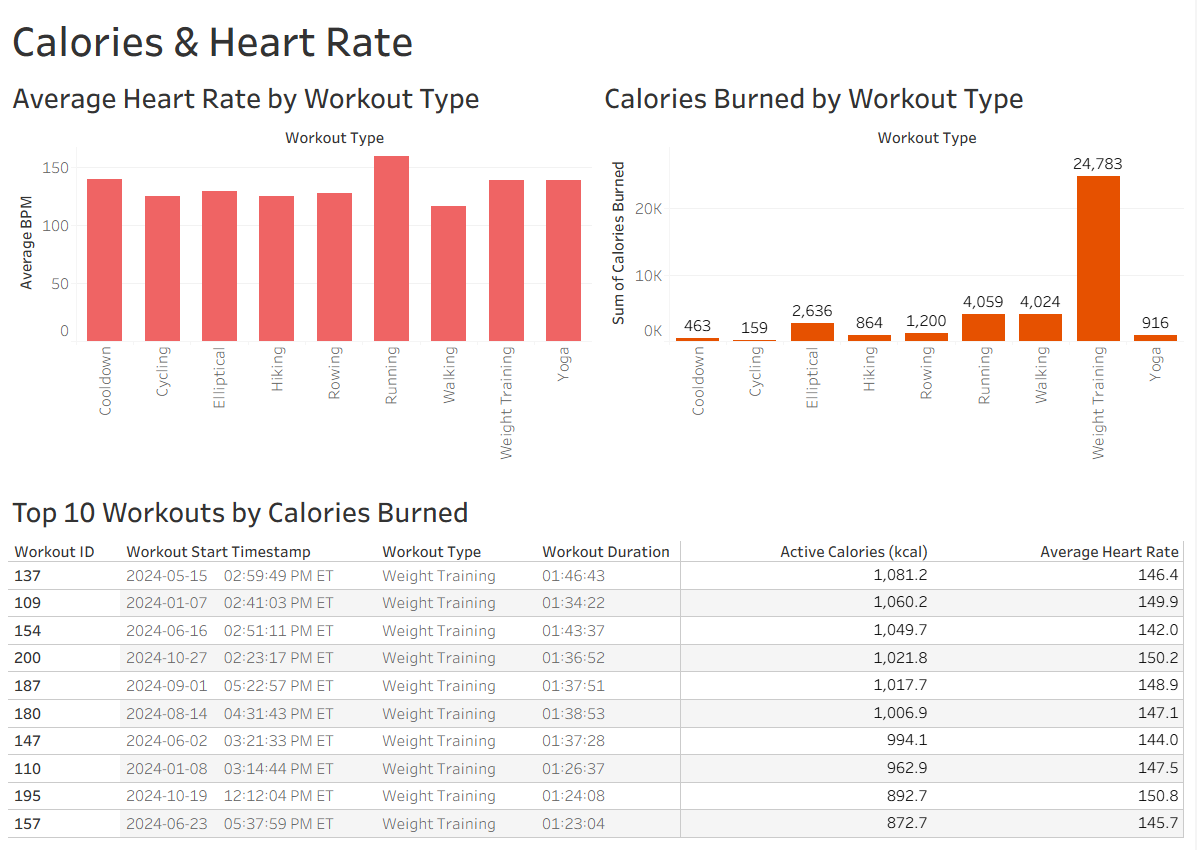 Calories & Heart Rate
Average Heart Rate by Workout Type
Workout Type
Average BPM
150
100
50
0
Cooldown
Cycling
Elliptical
Hiking
Rowing
Running
Walking
Weight Training
Yoga
Calories Burned by Workout Type
Workout Type
Sum of Calories Burned
20K
10K
0K
463
159
2,636
864
1,200
4,059
4,024
24,783
916
Cooldown
Cycling
Elliptical
Hiking
Rowing
Running
Walking
Weight Training
Yoga
Top 10 Workouts by Calories Burned
Workout ID Workout Start Timestamp Workout Type Workout Duration Active Calories (kcal) Average Heart Rate
137 2024-05-15 02:59:49 PM ET Weight Training 01:46:43 1,081.2 146.4
109 2024-01-07 02:41:03 PM ET Weight Training 01:34:22 1,060.2 149.9
154 2024-06-16 02:51:11 PM ET Weight Training 01:43:37 1,049.7 142.0
200 2024-10-27 02:23:17 PM ET Weight Training 01:36:52 1,021.8 150.2
187 2024-09-01 05:22:57 PM ET Weight Training 01:37:51 1,017.7 148.9
180 2024-08-14 04:31:43 PM ET Weight Training 01:38:53 1,006.9 147.1
147 2024-06-02 03:21:33 PM ET Weight Training 01:37:28 994.1 144.0
110 2024-01-08 03:14:44 PM ET Weight Training 01:26:37 962.9 147.5
195 2024-10-19 12:12:04 PM ET Weight Training 01:24:08 892.7 150.8
157 2024-06-23 05:37:59 PM ET Weight Training 01:23:04 872.7 145.7